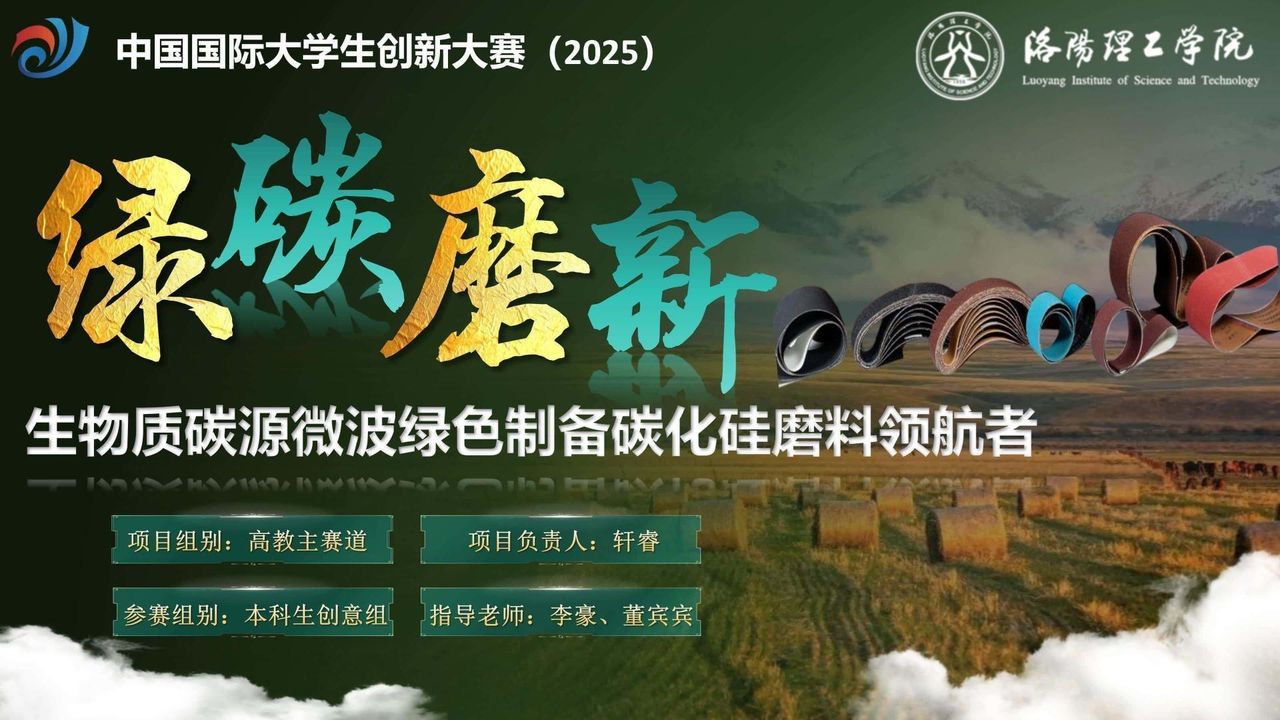 中国国际大学生创新大赛（2025）
洛陽理工学院
Luoyang Institute of Science and Technology
绿碳磨新
生物质碳源微波绿色制备碳化硅磨料领航者
项目组别：高教主赛道
项目负责人：轩睿
参赛组别：本科生创意组
指导老师：李豪、董宾宾